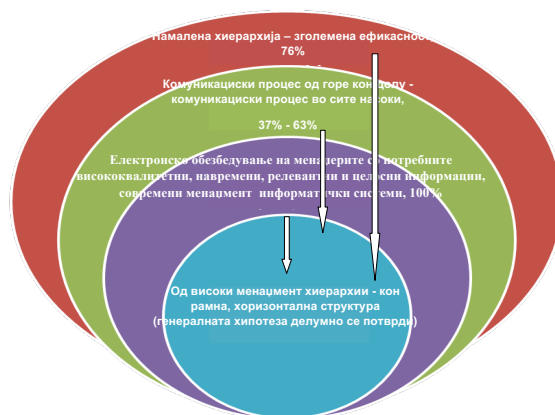 Намалена хиерархија – зголемена ефикасност
76%
Комуникациски процес од горе кон долу -
комуникациски процес во сите насоки,
37% - 63%
Електронско обезбедување на менаџерите со потребните
висококвалитетни, навремени, релевантни и целосни информации,
современи менаџмент информатички системи, 100%
Од високи менаџмент хиерархии - кон
рамна, хоризонтална структура
(генералната хипотеза делумно се потврди)